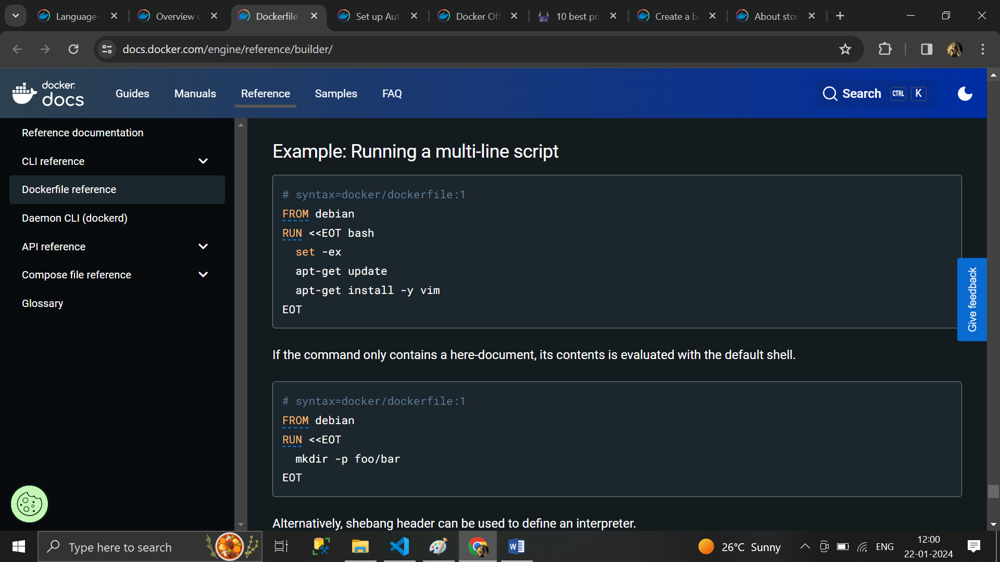 Language-
Overview
Dockerfile
Set up Aut
Docker Off
10 best pra
Create a b
About stor
docs.docker.com/engine/reference/builder/
docker
docs
Guides
Manuals
Reference
Samples
FAQ
Search
CTRL
K
Reference documentation
CLI reference
Dockerfile reference
Daemon CLI (dockerd)
API reference
Compose file reference
Glossary
Example: Running a multi-line script
# syntax=docker/dockerfile:1
FROM debian
RUN <<EOT bash
  set -ex
  apt-get update
  apt-get install -y vim
EOT
If the command only contains a here-document, its contents is evaluated with the default shell.
# syntax=docker/dockerfile:1
FROM debian
RUN <<EOT
  mkdir -p foo/bar
EOT
Alternatively, shebang header can be used to define an interpreter.
Give feedback
Type here to search
26°C Sunny
ENG
12:00
22-01-2024